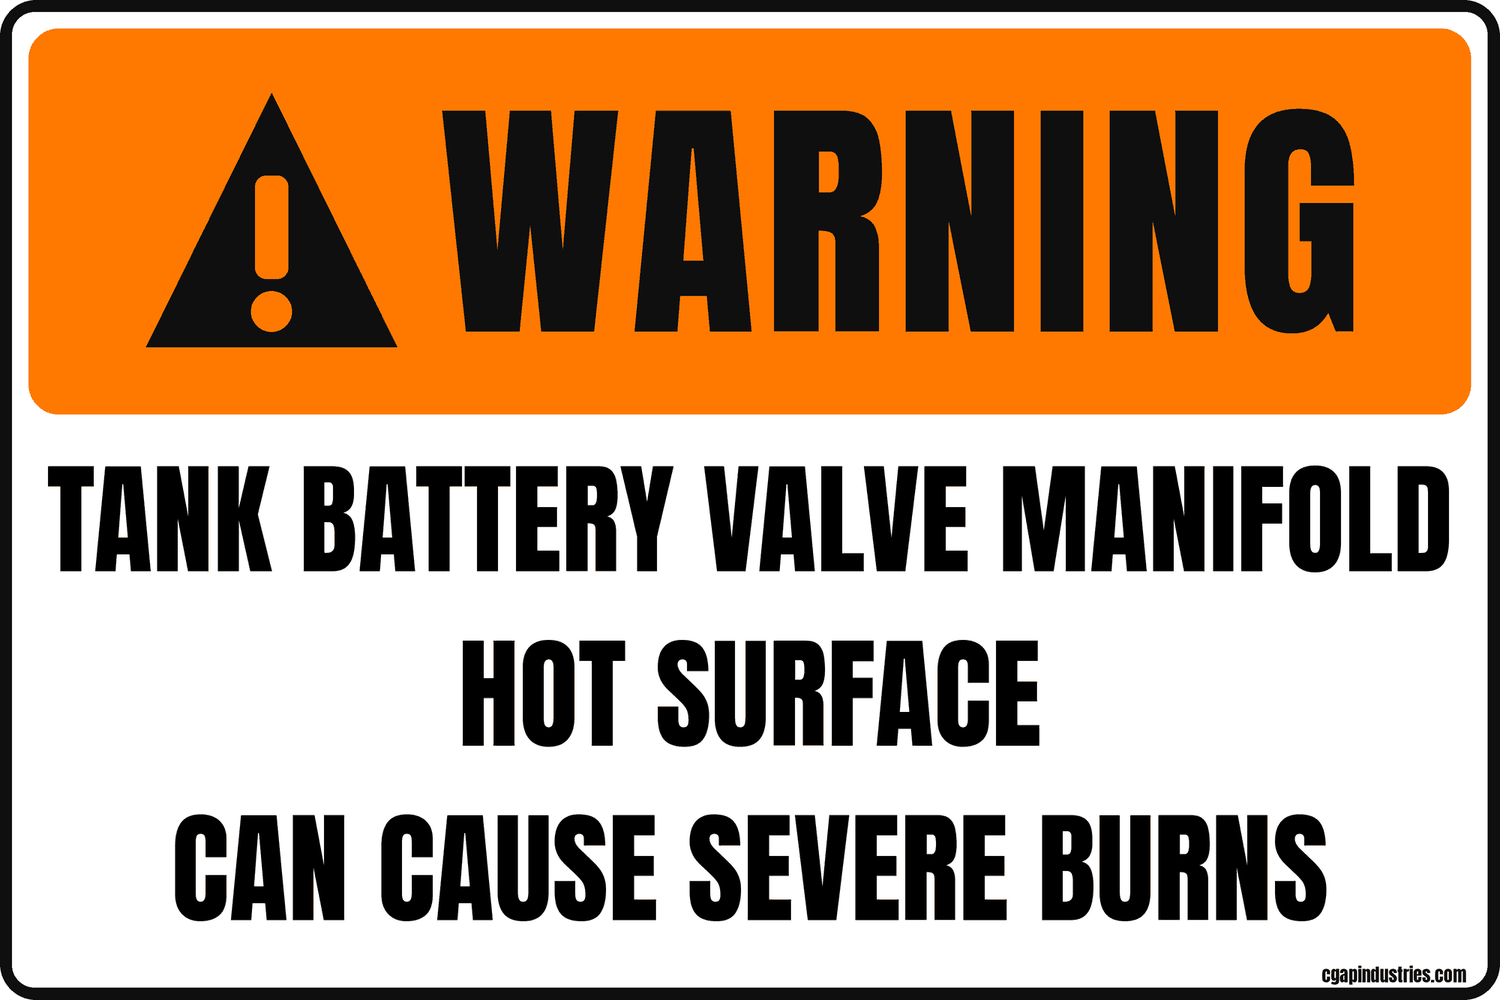 WARNING
TANK BATTERY VALVE MANIFOLD
HOT SURFACE
CAN CAUSE SEVERE BURNS
cgapindustries.com